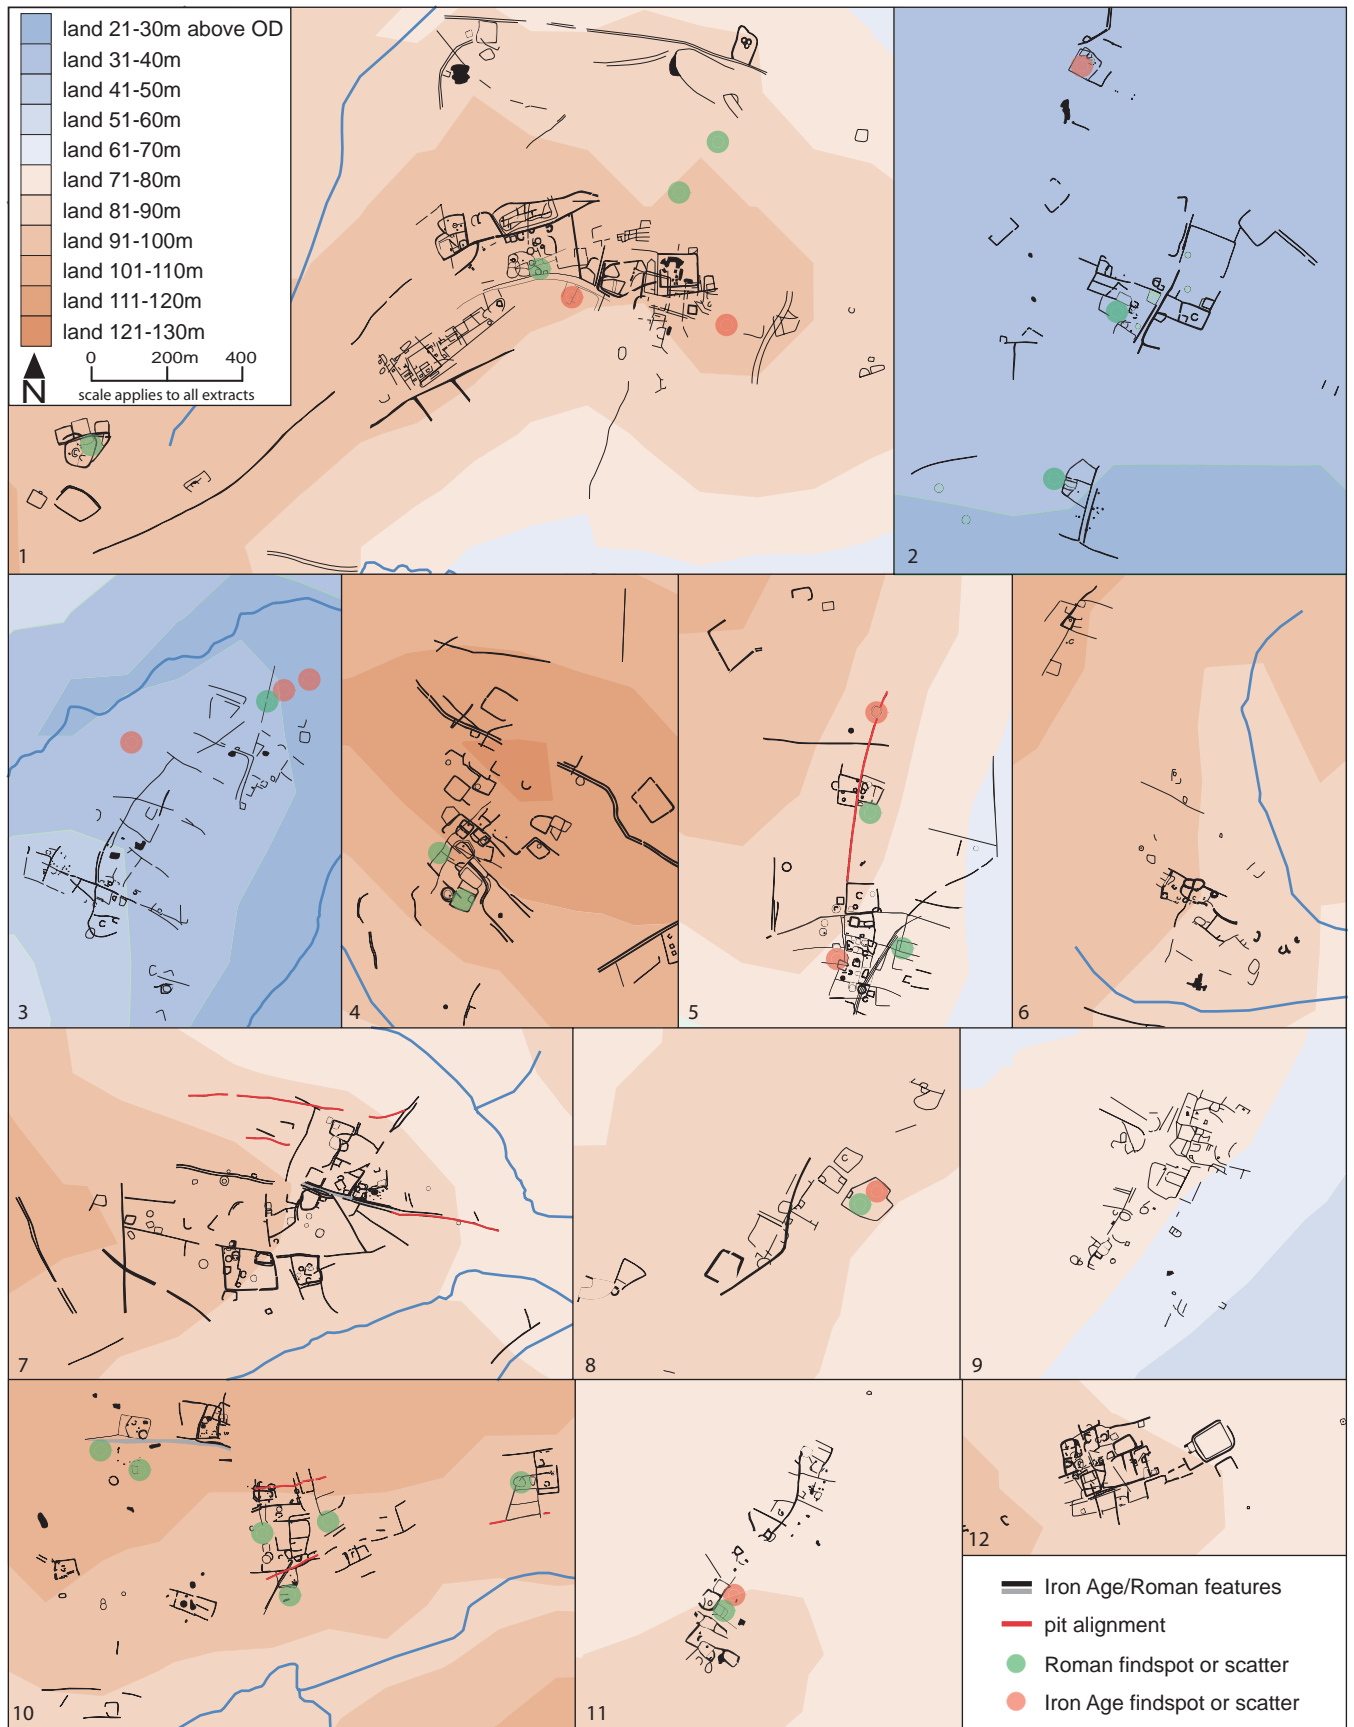 land 21-30m above OD
land 31-40m
land 41-50m
land 51-60m
land 61-70m
land 71-80m
land 81-90m
land 91-100m
land 101-110m
land 111-120m
land 121-130m
0 200m 400
N
scale applies to all extracts
1
2
3
4
5
6
7
8
9
10
11
12
Iron Age/Roman features
pit alignment
Roman findspot or scatter
Iron Age findspot or scatter